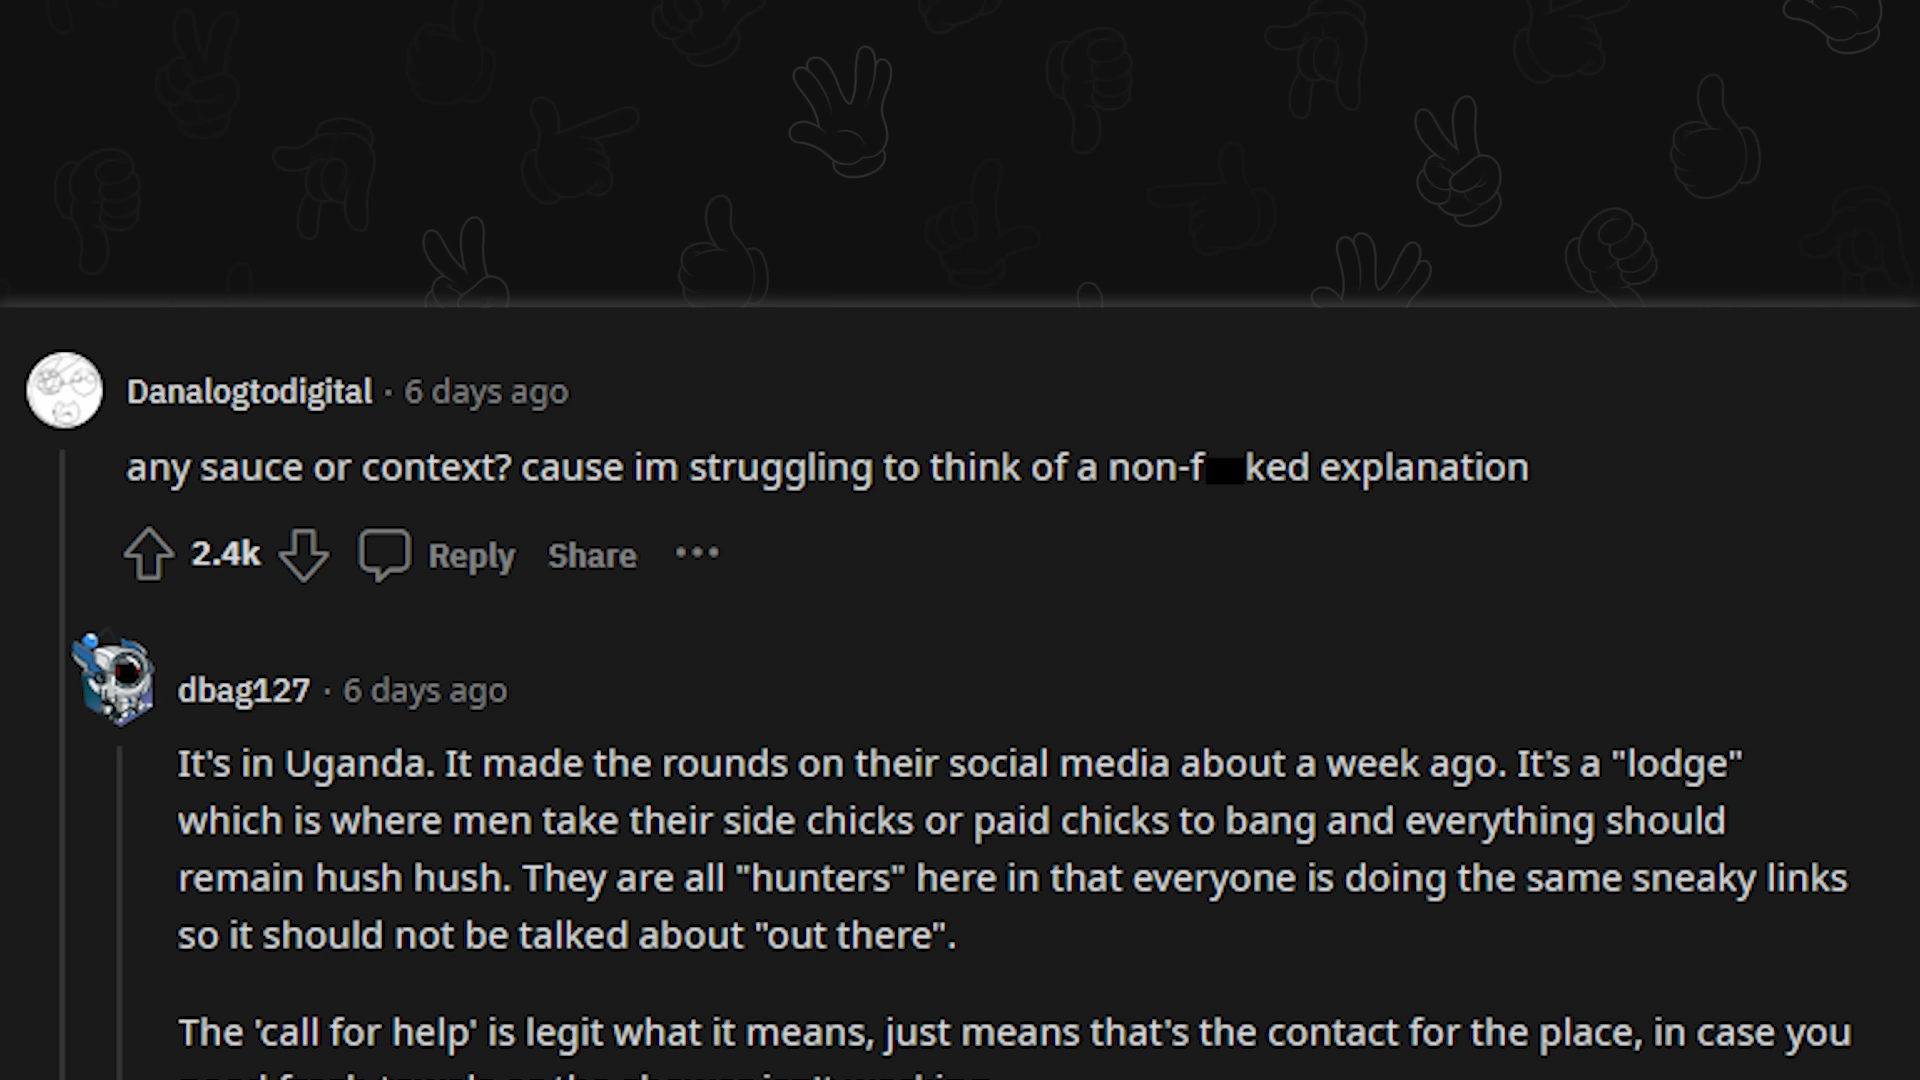 Danalogtodigital · 6 days ago
any sauce or context? cause im struggling to think of a non-f ked explanation
2.4k Reply Share ···
dbag127 · 6 days ago
It's in Uganda. It made the rounds on their social media about a week ago. It's a "lodge"
which is where men take their side chicks or paid chicks to bang and everything should
remain hush hush. They are all "hunters" here in that everyone is doing the same sneaky links
so it should not be talked about "out there".
The 'call for help' is legit what it means, just means that's the contact for the place, in case you